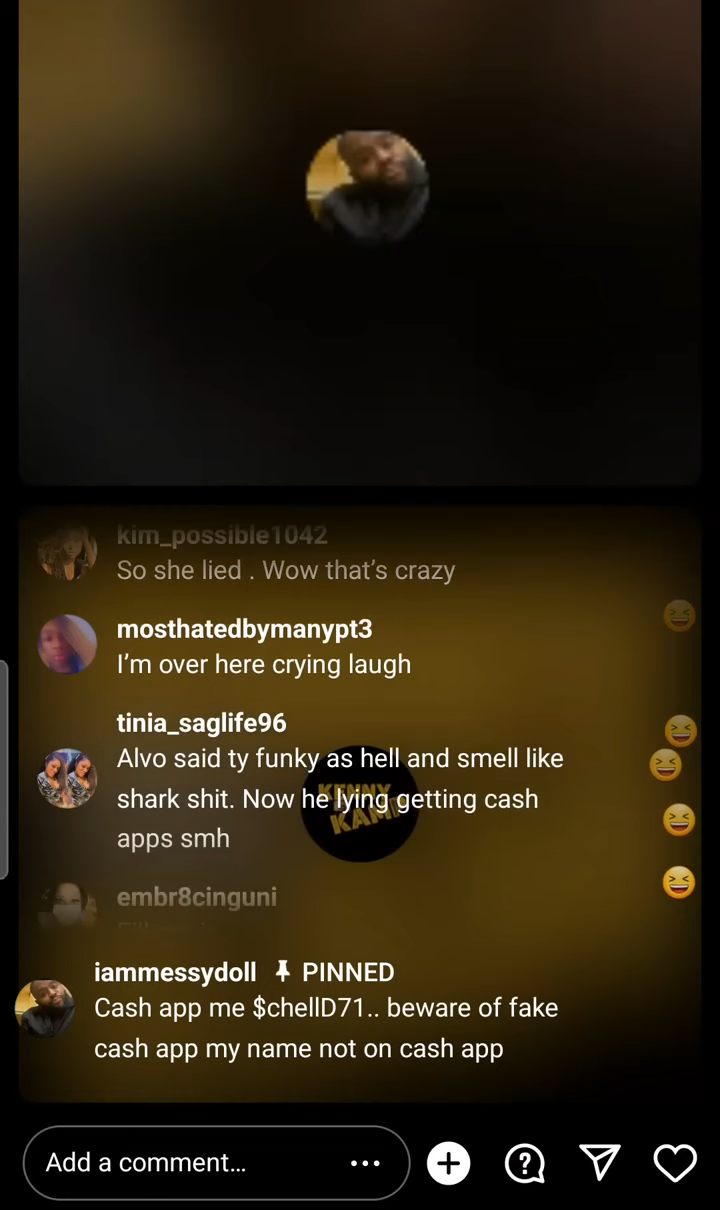 kim_possible1042
So she lied . Wow that's crazy
mosthatedbymanypt3
I'm over here crying laugh
tinia_saglife96
Alvo said ty funky as hell and smell like
shark shit. Now he lying getting cash
apps smh
KENNY
KAM
embr8cinguni
iammessydoll PINNED
Cash app me $chellD71.. beware of fake
cash app my name not on cash app
Add a comment...